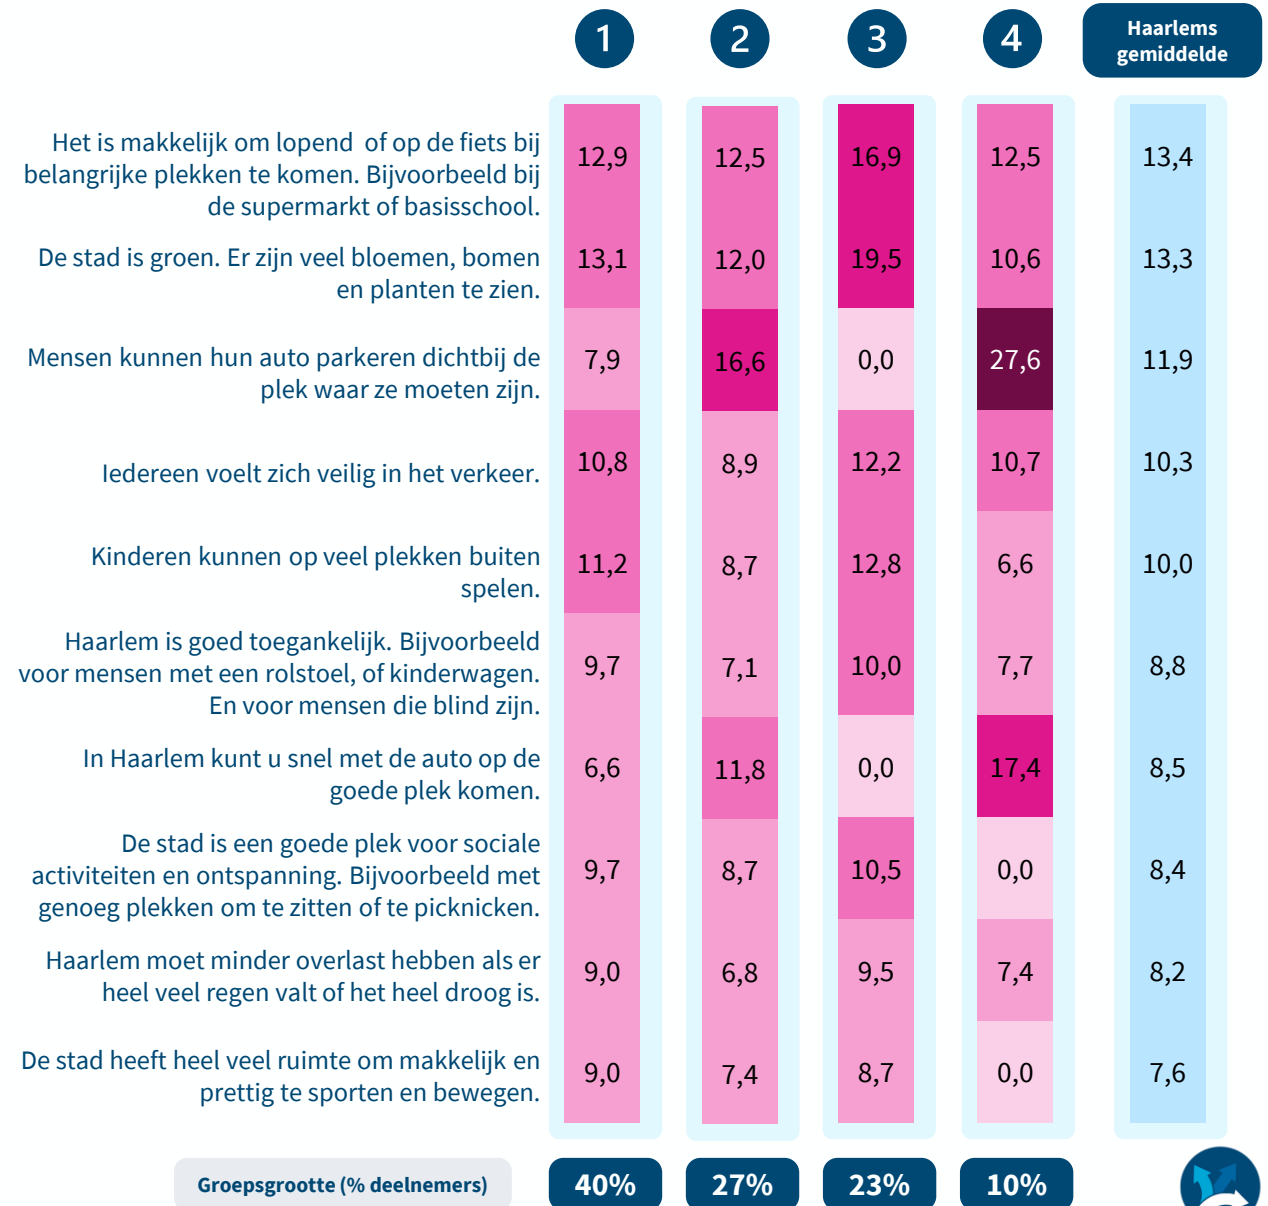 1 2 3 4 Haarlems
gemiddelde
Het is makkelijk om lopend of op de fiets bij
belangrijke plekken te komen. Bijvoorbeeld bij
de supermarkt of basisschool.
12,9 12,5 16,9 12,5 13,4
De stad is groen. Er zijn veel bloemen, bomen
en planten te zien.
13,1 12,0 19,5 10,6 13,3
Mensen kunnen hun auto parkeren dichtbij de
plek waar ze moeten zijn.
7,9 16,6 0,0 27,6 11,9
Iedereen voelt zich veilig in het verkeer.
10,8 8,9 12,2 10,7 10,3
Kinderen kunnen op veel plekken buiten
spelen.
11,2 8,7 12,8 6,6 10,0
Haarlem is goed toegankelijk. Bijvoorbeeld
voor mensen met een rolstoel, of kinderwagen.
En voor mensen die blind zijn.
9,7 7,1 10,0 7,7 8,8
In Haarlem kunt u snel met de auto op de
goede plek komen.
6,6 11,8 0,0 17,4 8,5
De stad is een goede plek voor sociale
activiteiten en ontspanning. Bijvoorbeeld met
genoeg plekken om te zitten of te picknicken.
9,7 8,7 10,5 0,0 8,4
Haarlem moet minder overlast hebben als er
heel veel regen valt of het heel droog is.
9,0 6,8 9,5 7,4 8,2
De stad heeft heel veel ruimte om makkelijk en
prettig te sporten en bewegen.
9,0 7,4 8,7 0,0 7,6
Groepsgrootte (% deelnemers) 40% 27% 23% 10%